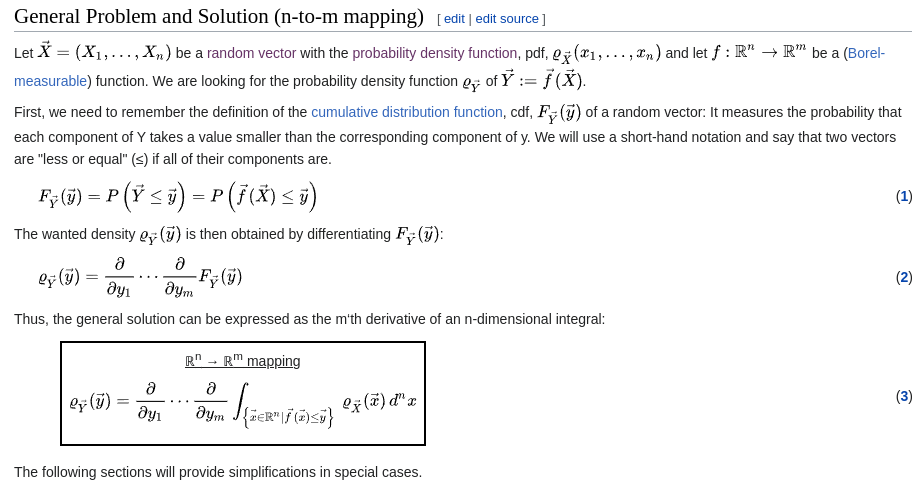 General Problem and Solution (n-to-m mapping) [ edit | edit source ]
Let $\vec{X} = (X_1, \ldots, X_n)$ be a random vector with the probability density function, pdf, $\varrho_{\vec{X}}(x_1, \ldots, x_n)$ and let $f : \mathbb{R}^n \to \mathbb{R}^m$ be a (Borel-
measurable) function. We are looking for the probability density function $\varrho_{\vec{Y}}$ of $\vec{Y} := \vec{f}(\vec{X})$.
First, we need to remember the definition of the cumulative distribution function, cdf, $F_{\vec{Y}}(\vec{y})$ of a random vector: It measures the probability that
each component of Y takes a value smaller than the corresponding component of y. We will use a short-hand notation and say that two vectors
are "less or equal" (≤) if all of their components are.
$F_{\vec{Y}}(\vec{y}) = P\left(\vec{Y} \leq \vec{y}\right) = P\left(\vec{f}(\vec{X}) \leq \vec{y}\right)$ (1)
The wanted density $\varrho_{\vec{Y}}(\vec{y})$ is then obtained by differentiating $F_{\vec{Y}}(\vec{y})$:
$\varrho_{\vec{Y}}(\vec{y}) = \frac{\partial}{\partial y_1} \cdots \frac{\partial}{\partial y_m} F_{\vec{Y}}(\vec{y})$ (2)
Thus, the general solution can be expressed as the m'th derivative of an n-dimensional integral:
$\mathbb{R}^n \to \mathbb{R}^m$ mapping
$\varrho_{\vec{Y}}(\vec{y}) = \frac{\partial}{\partial y_1} \cdots \frac{\partial}{\partial y_m} \int_{\left\{\vec{x} \in \mathbb{R}^n | \vec{f}(\vec{x}) \leq \vec{y}\right\}} \varrho_{\vec{X}}(\vec{x}) \, d^n x$ (3)
The following sections will provide simplifications in special cases.